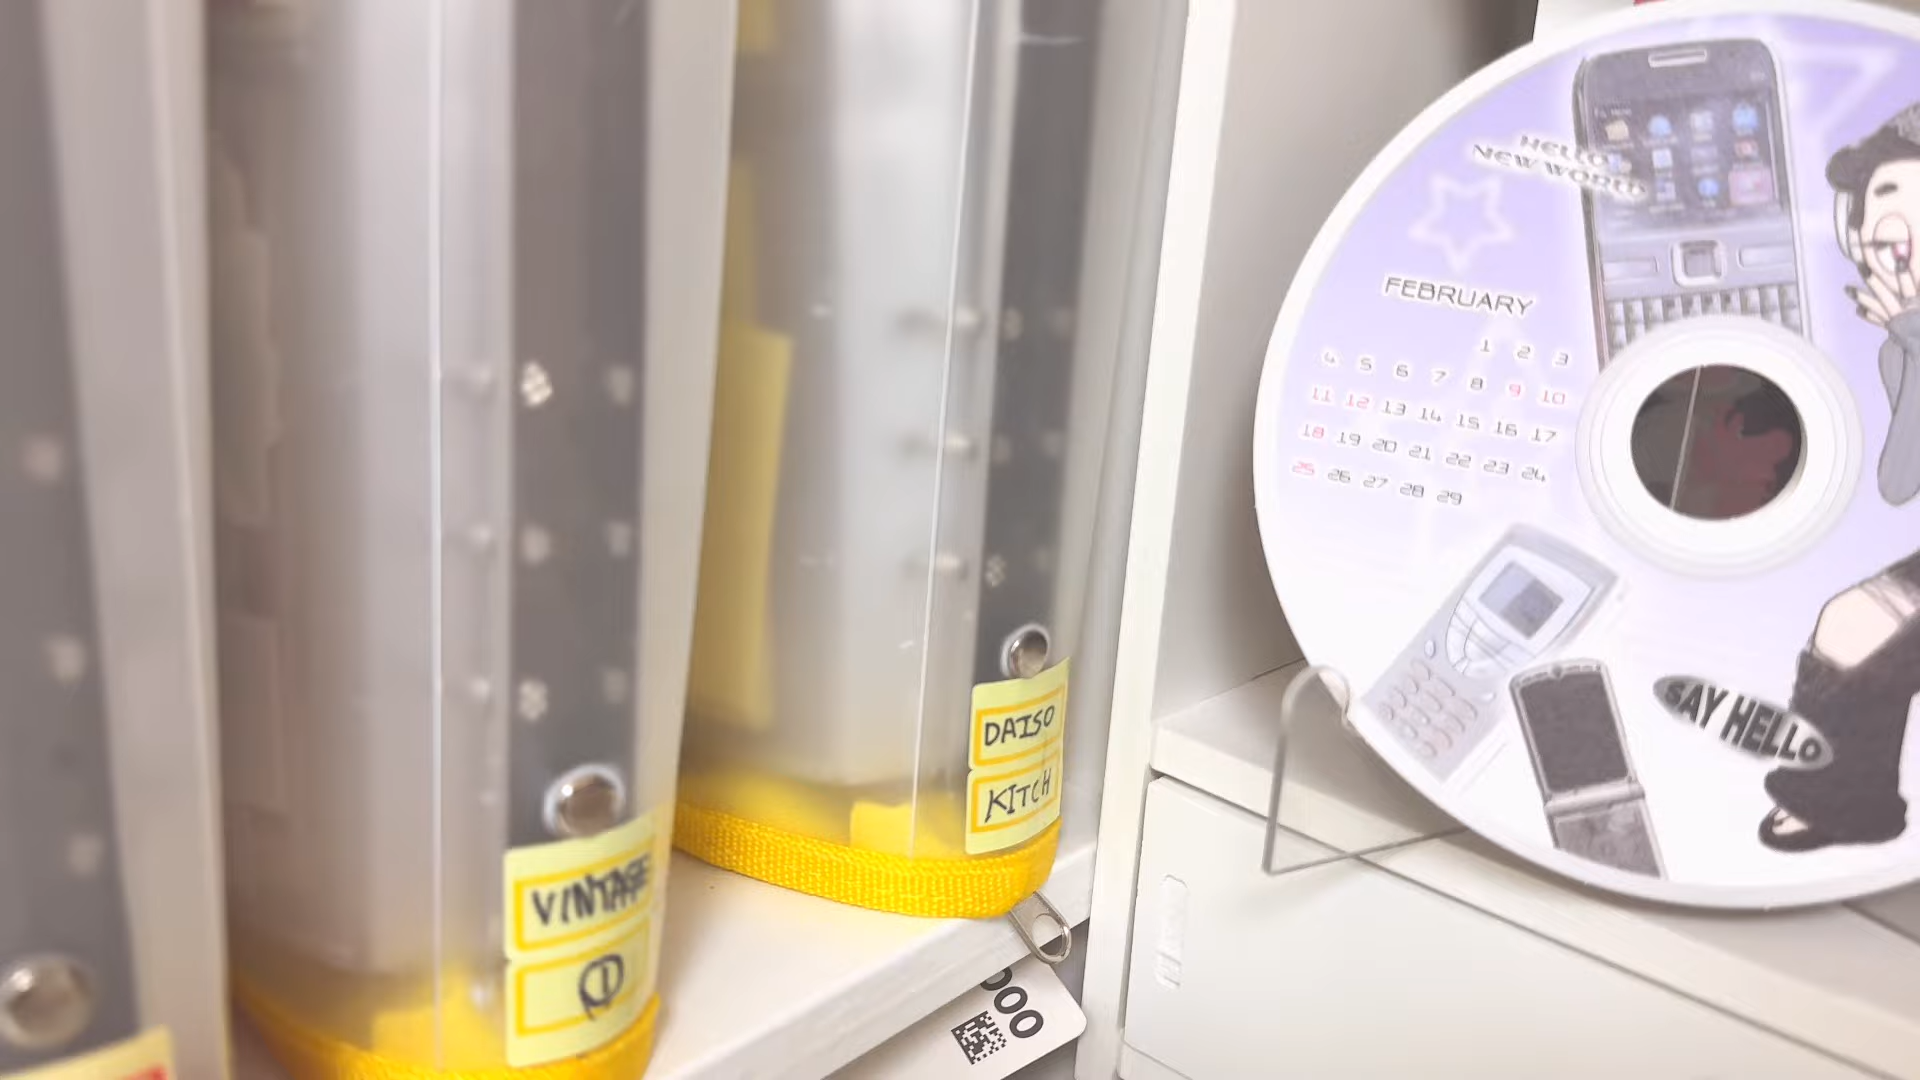 VINTAGE
①
DAISO
KITCH
000
HELLO
NEW WORLD
FEBRUARY
1 2 3
4 5 6 7 8 9 10
11 12 13 14 15 16 17
18 19 20 21 22 23 24
25 26 27 28 29
SAY HELLO